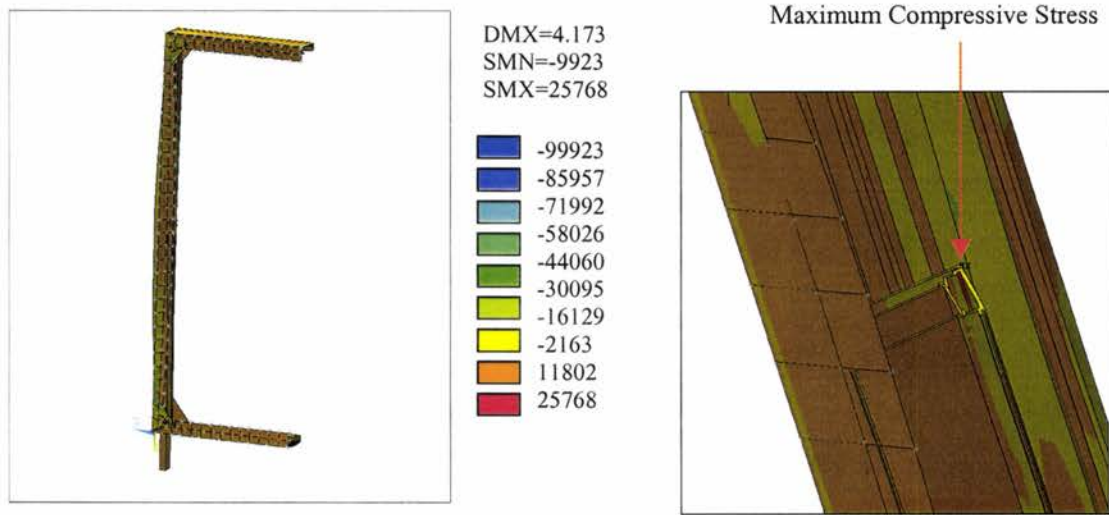 Maximum Compressive Stress
DMX=4.173
SMN=-9923
SMX=25768
-99923
-85957
-71992
-58026
-44060
-30095
-16129
-2163
11802
25768